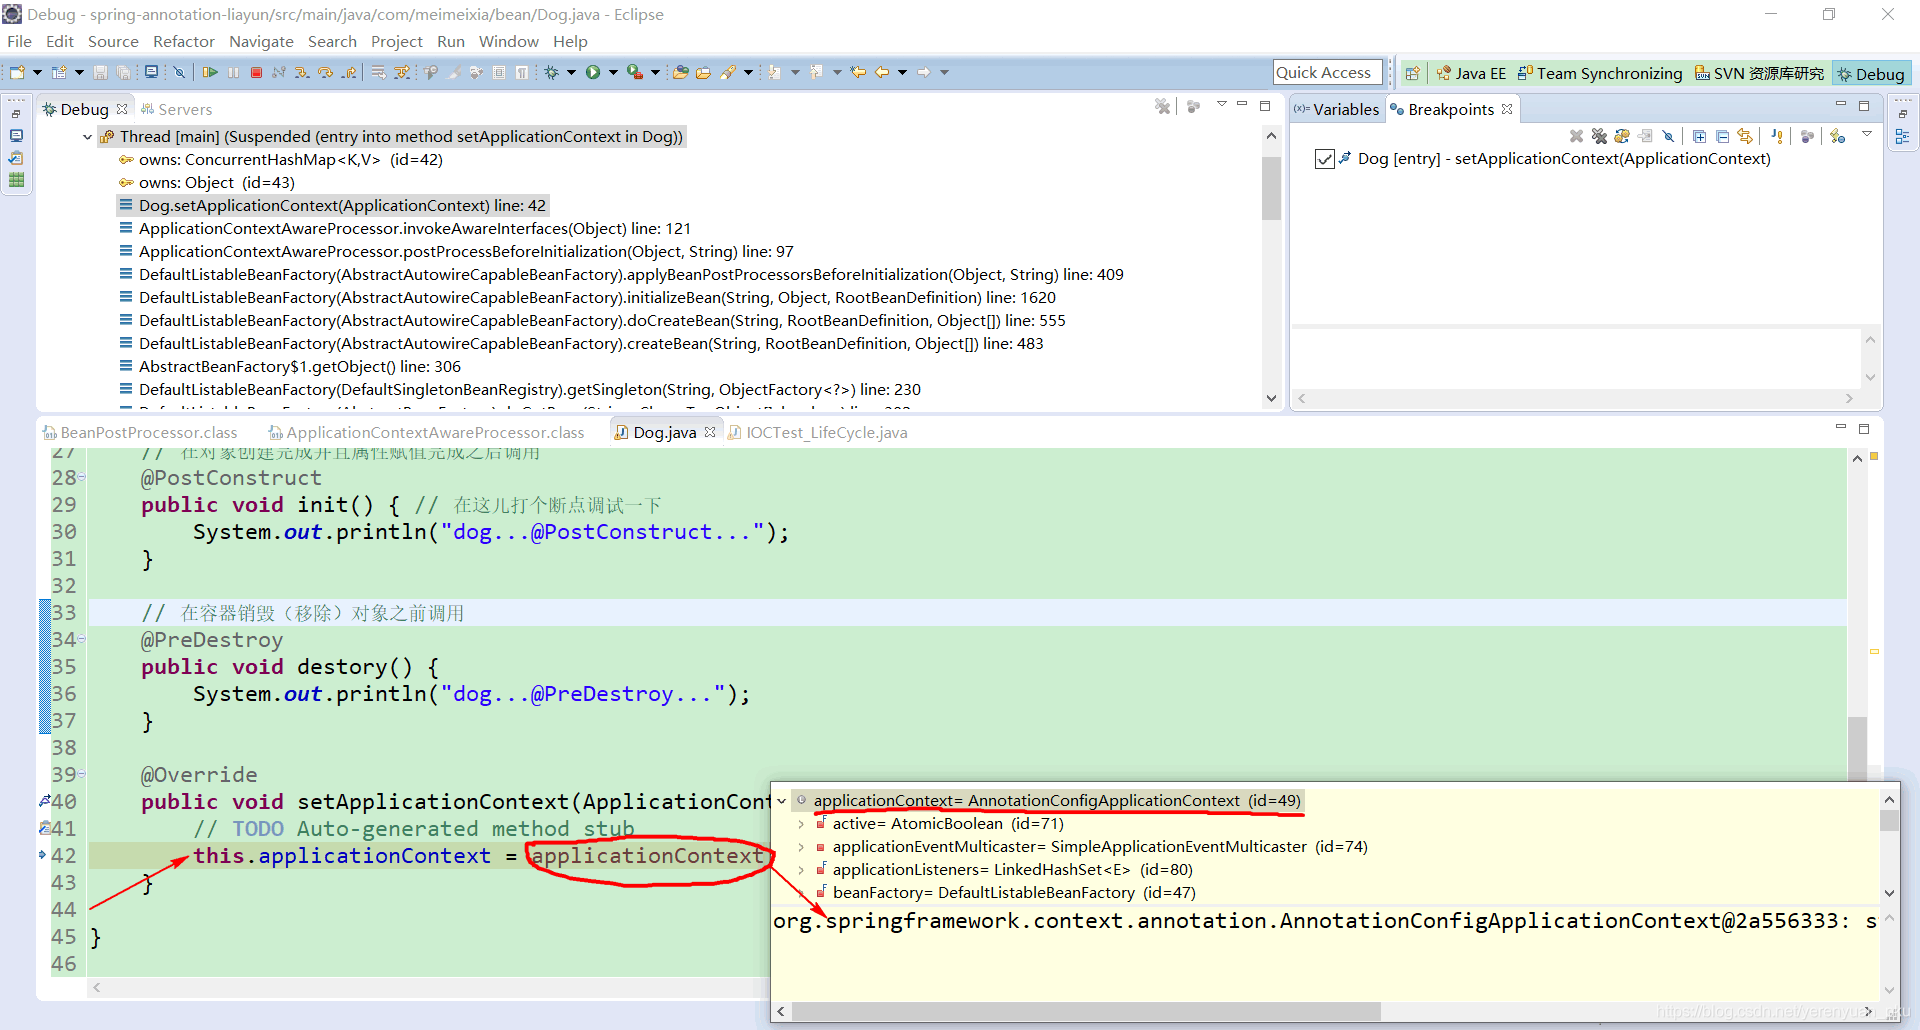 Debug - spring-annotation-liayun/src/main/java/com/meimeixia/bean/Dog.java - Eclipse
File Edit Source Refactor Navigate Search Project Run Window Help
Quick Access
Java EE
Team Synchronizing
SVN 资源库研究
Debug
Debug
Servers
Thread [main] (Suspended (entry into method setApplicationContext in Dog))
owns: ConcurrentHashMap<K,V> (id=42)
owns: Object (id=43)
Dog.setApplicationContext(ApplicationContext) line: 42
ApplicationContextAwareProcessor.invokeAwareInterfaces(Object) line: 121
ApplicationContextAwareProcessor.postProcessBeforeInitialization(Object, String) line: 97
DefaultListableBeanFactory(AbstractAutowireCapableBeanFactory).applyBeanPostProcessorsBeforeInitialization(Object, String) line: 409
DefaultListableBeanFactory(AbstractAutowireCapableBeanFactory).initializeBean(String, Object, RootBeanDefinition) line: 1620
DefaultListableBeanFactory(AbstractAutowireCapableBeanFactory).doCreateBean(String, RootBeanDefinition, Object[]) line: 555
DefaultListableBeanFactory(AbstractAutowireCapableBeanFactory).createBean(String, RootBeanDefinition, Object[]) line: 483
AbstractBeanFactory$1.getObject() line: 306
DefaultListableBeanFactory(DefaultSingletonBeanRegistry).getSingleton(String, ObjectFactory<?>) line: 230
(x)= Variables
Breakpoints
Dog [entry] - setApplicationContext(ApplicationContext)
BeanPostProcessor.class
ApplicationContextAwareProcessor.class
Dog.java
IOCTest_LifeCycle.java
27 // 在对象创建完成并且属性赋值完成之后调用
28 @PostConstruct
29 public void init() { // 在这儿打个断点调试一下
30 System.out.println("dog...@PostConstruct...");
31 }
32
33 // 在容器销毁（移除）对象之前调用
34 @PreDestroy
35 public void destory() {
36 System.out.println("dog...@PreDestroy...");
37 }
38
39 @Override
40 public void setApplicationContext(ApplicationCont
41 // TODO Auto-generated method stub
42 this.applicationContext = applicationContext
43 }
44
45 }
46
applicationContext= AnnotationConfigApplicationContext (id=49)
active= AtomicBoolean (id=71)
applicationEventMulticaster= SimpleApplicationEventMulticaster (id=74)
applicationListeners= LinkedHashSet<E> (id=80)
beanFactory= DefaultListableBeanFactory (id=47)
org.springframework.context.annotation.AnnotationConfigApplicationContext@2a556333: s